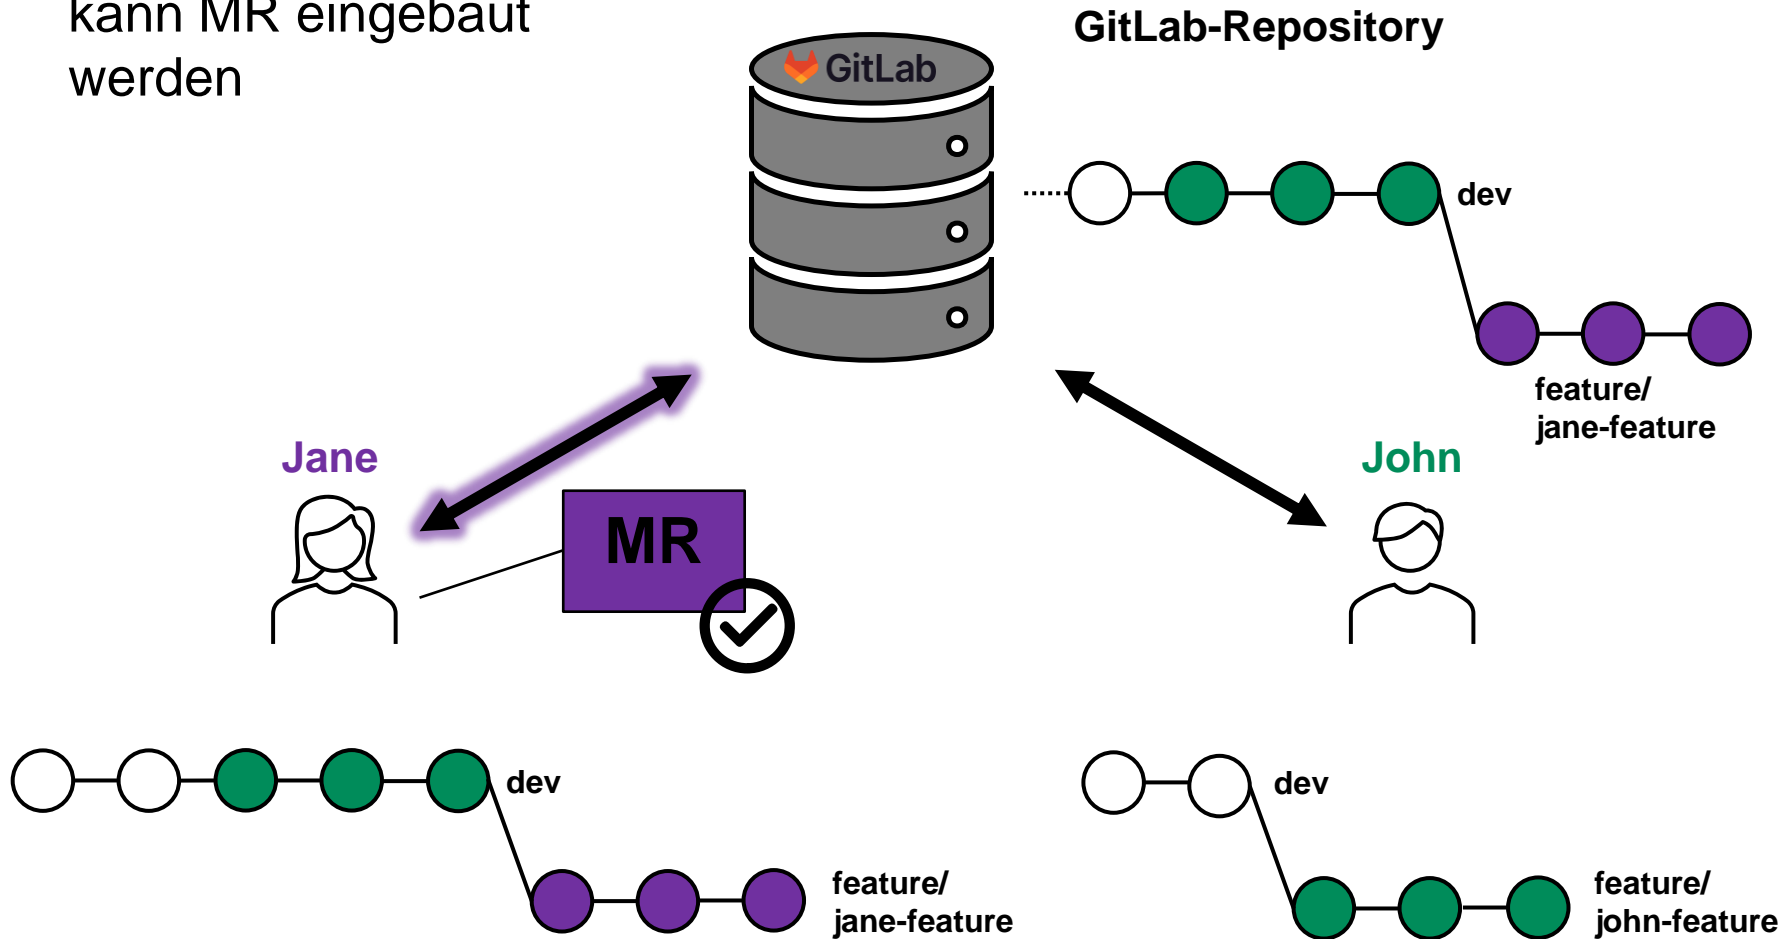 kann MR eingebaut
werden
GitLab-Repository
GitLab
dev
feature/
jane-feature
Jane
John
MR
dev
feature/
jane-feature
dev
feature/
john-feature